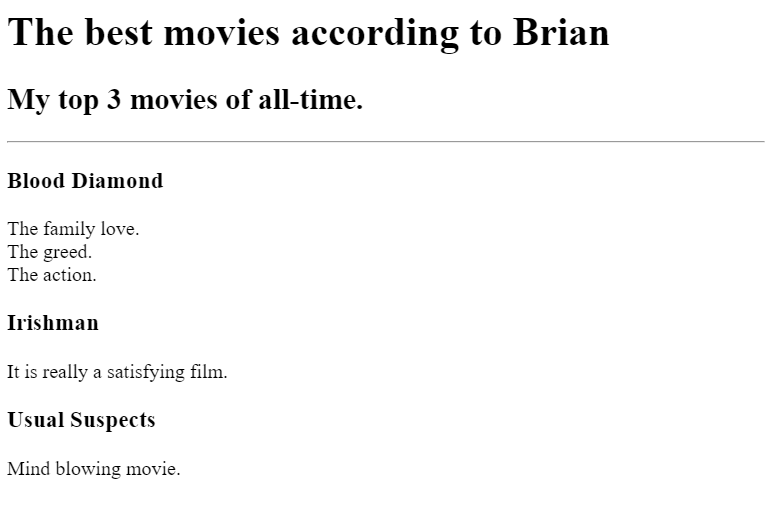 The best movies according to Brian
My top 3 movies of all-time.
Blood Diamond
The family love.
The greed.
The action.
Irishman
It is really a satisfying film.
Usual Suspects
Mind blowing movie.